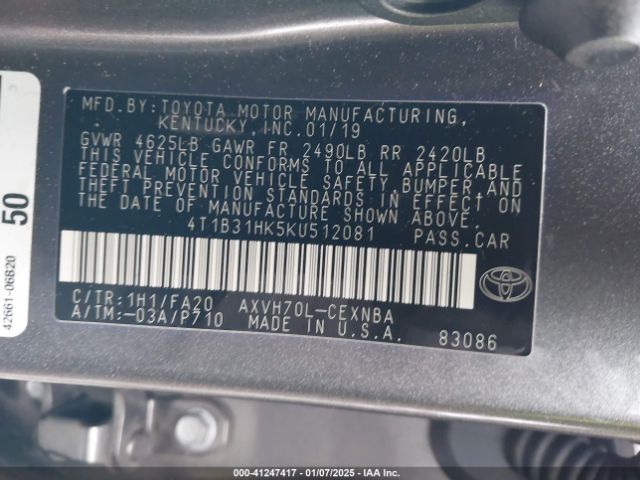 MFD.BY:TOYOTA MOTOR MANUFACTURING,
KENTUCKY,INC.01/19
GVWR 4625LB GAWR FR 2490LB RR 2420LB
THIS VEHICLE CONFORMS TO ALL APPLICABLE
FEDERAL MOTOR VEHICLE SAFETY,BUMPER,AND
THEFT PREVENTION STANDARDS IN EFFECT ON
THE DATE OF MANUFACTURE SHOWN ABOVE.
4T1B31HK5KU512081 PASS.CAR
C/TR:1H1/FA20 AXVH70L-CEXNBA
A/TM:-03A/P710 MADE IN U.S.A. 83086
50
42661-06B20
000-41247417 - 01/07/2025 - IAA Inc.